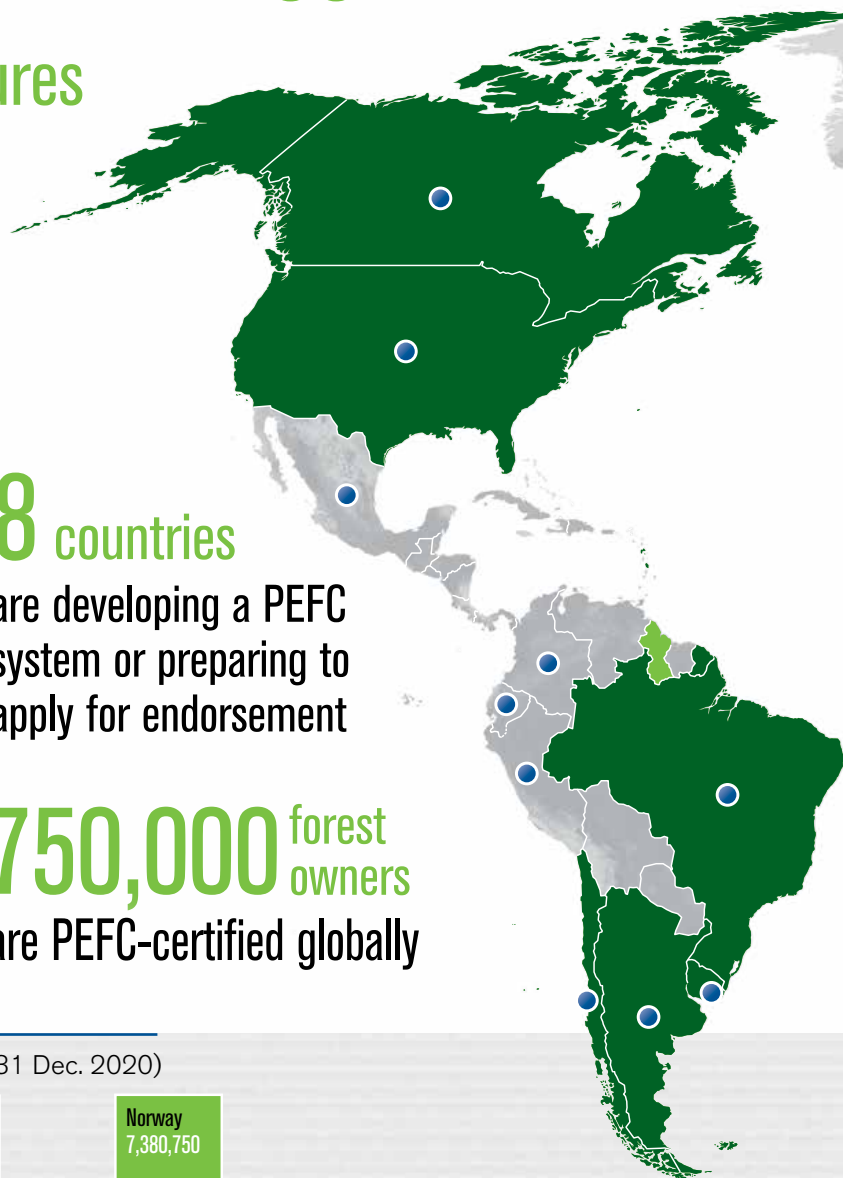 ures
8 countries
are developing a PEFC
system or preparing to
apply for endorsement
750,000 forest
owners
are PEFC-certified globally
31 Dec. 2020)
Norway
7,380,750